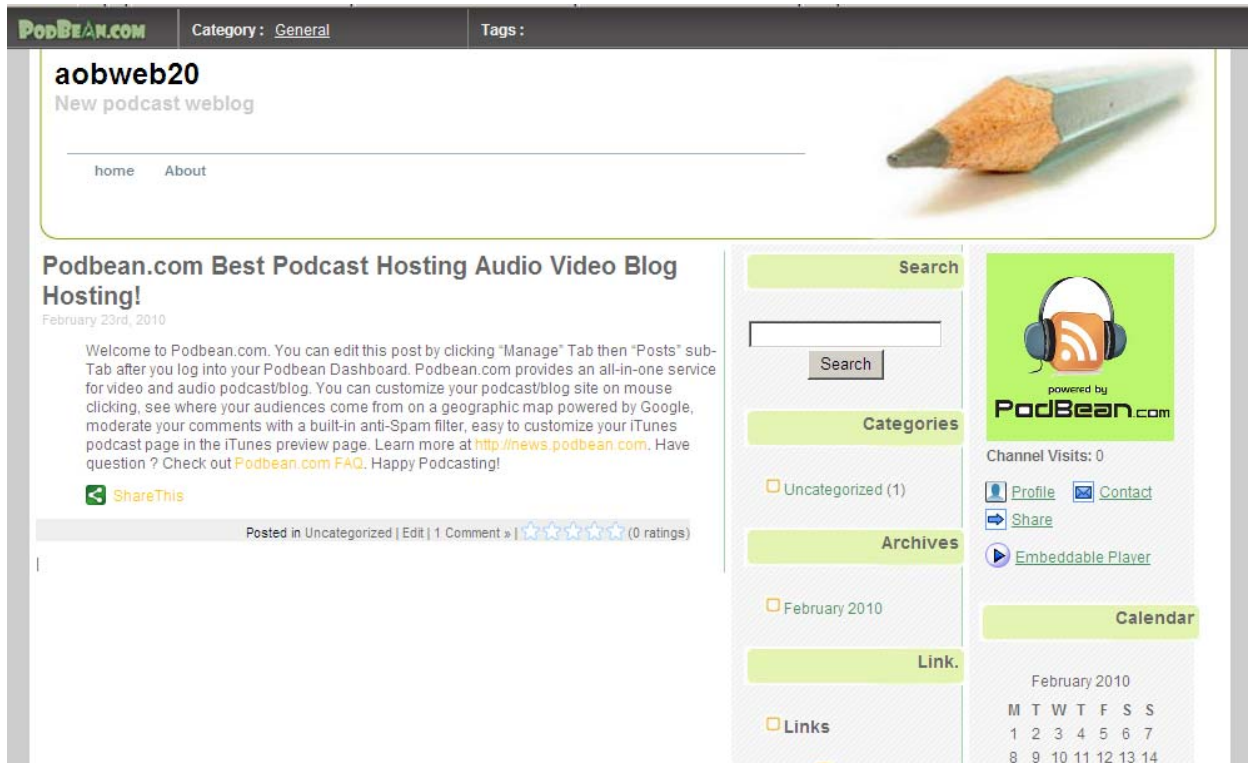 PODBEAN.COM
Category : General
Tags :
aobweb20
New podcast weblog
home About
Podbean.com Best Podcast Hosting Audio Video Blog
Hosting!
February 23rd, 2010
Welcome to Podbean.com. You can edit this post by clicking “Manage” Tab then “Posts” sub-
Tab after you log into your Podbean Dashboard. Podbean.com provides an all-in-one service
for video and audio podcast/blog. You can customize your podcast/blog site on mouse
clicking, see where your audiences come from on a geographic map powered by Google,
moderate your comments with a built-in anti-Spam filter, easy to customize your iTunes
podcast page in the iTunes preview page. Learn more at http://news.podbean.com. Have
question ? Check out Podbean.com FAQ. Happy Podcasting!
ShareThis
Posted in Uncategorized | Edit | 1 Comment » | (0 ratings)
|
Search
Search
Categories
Uncategorized (1)
Archives
February 2010
Link.
Links
powered by
PodBean.com
Channel Visits: 0
Profile Contact
Share
Embeddable Player
Calendar
February 2010
M T W T F S S
1 2 3 4 5 6 7
8 9 10 11 12 13 14